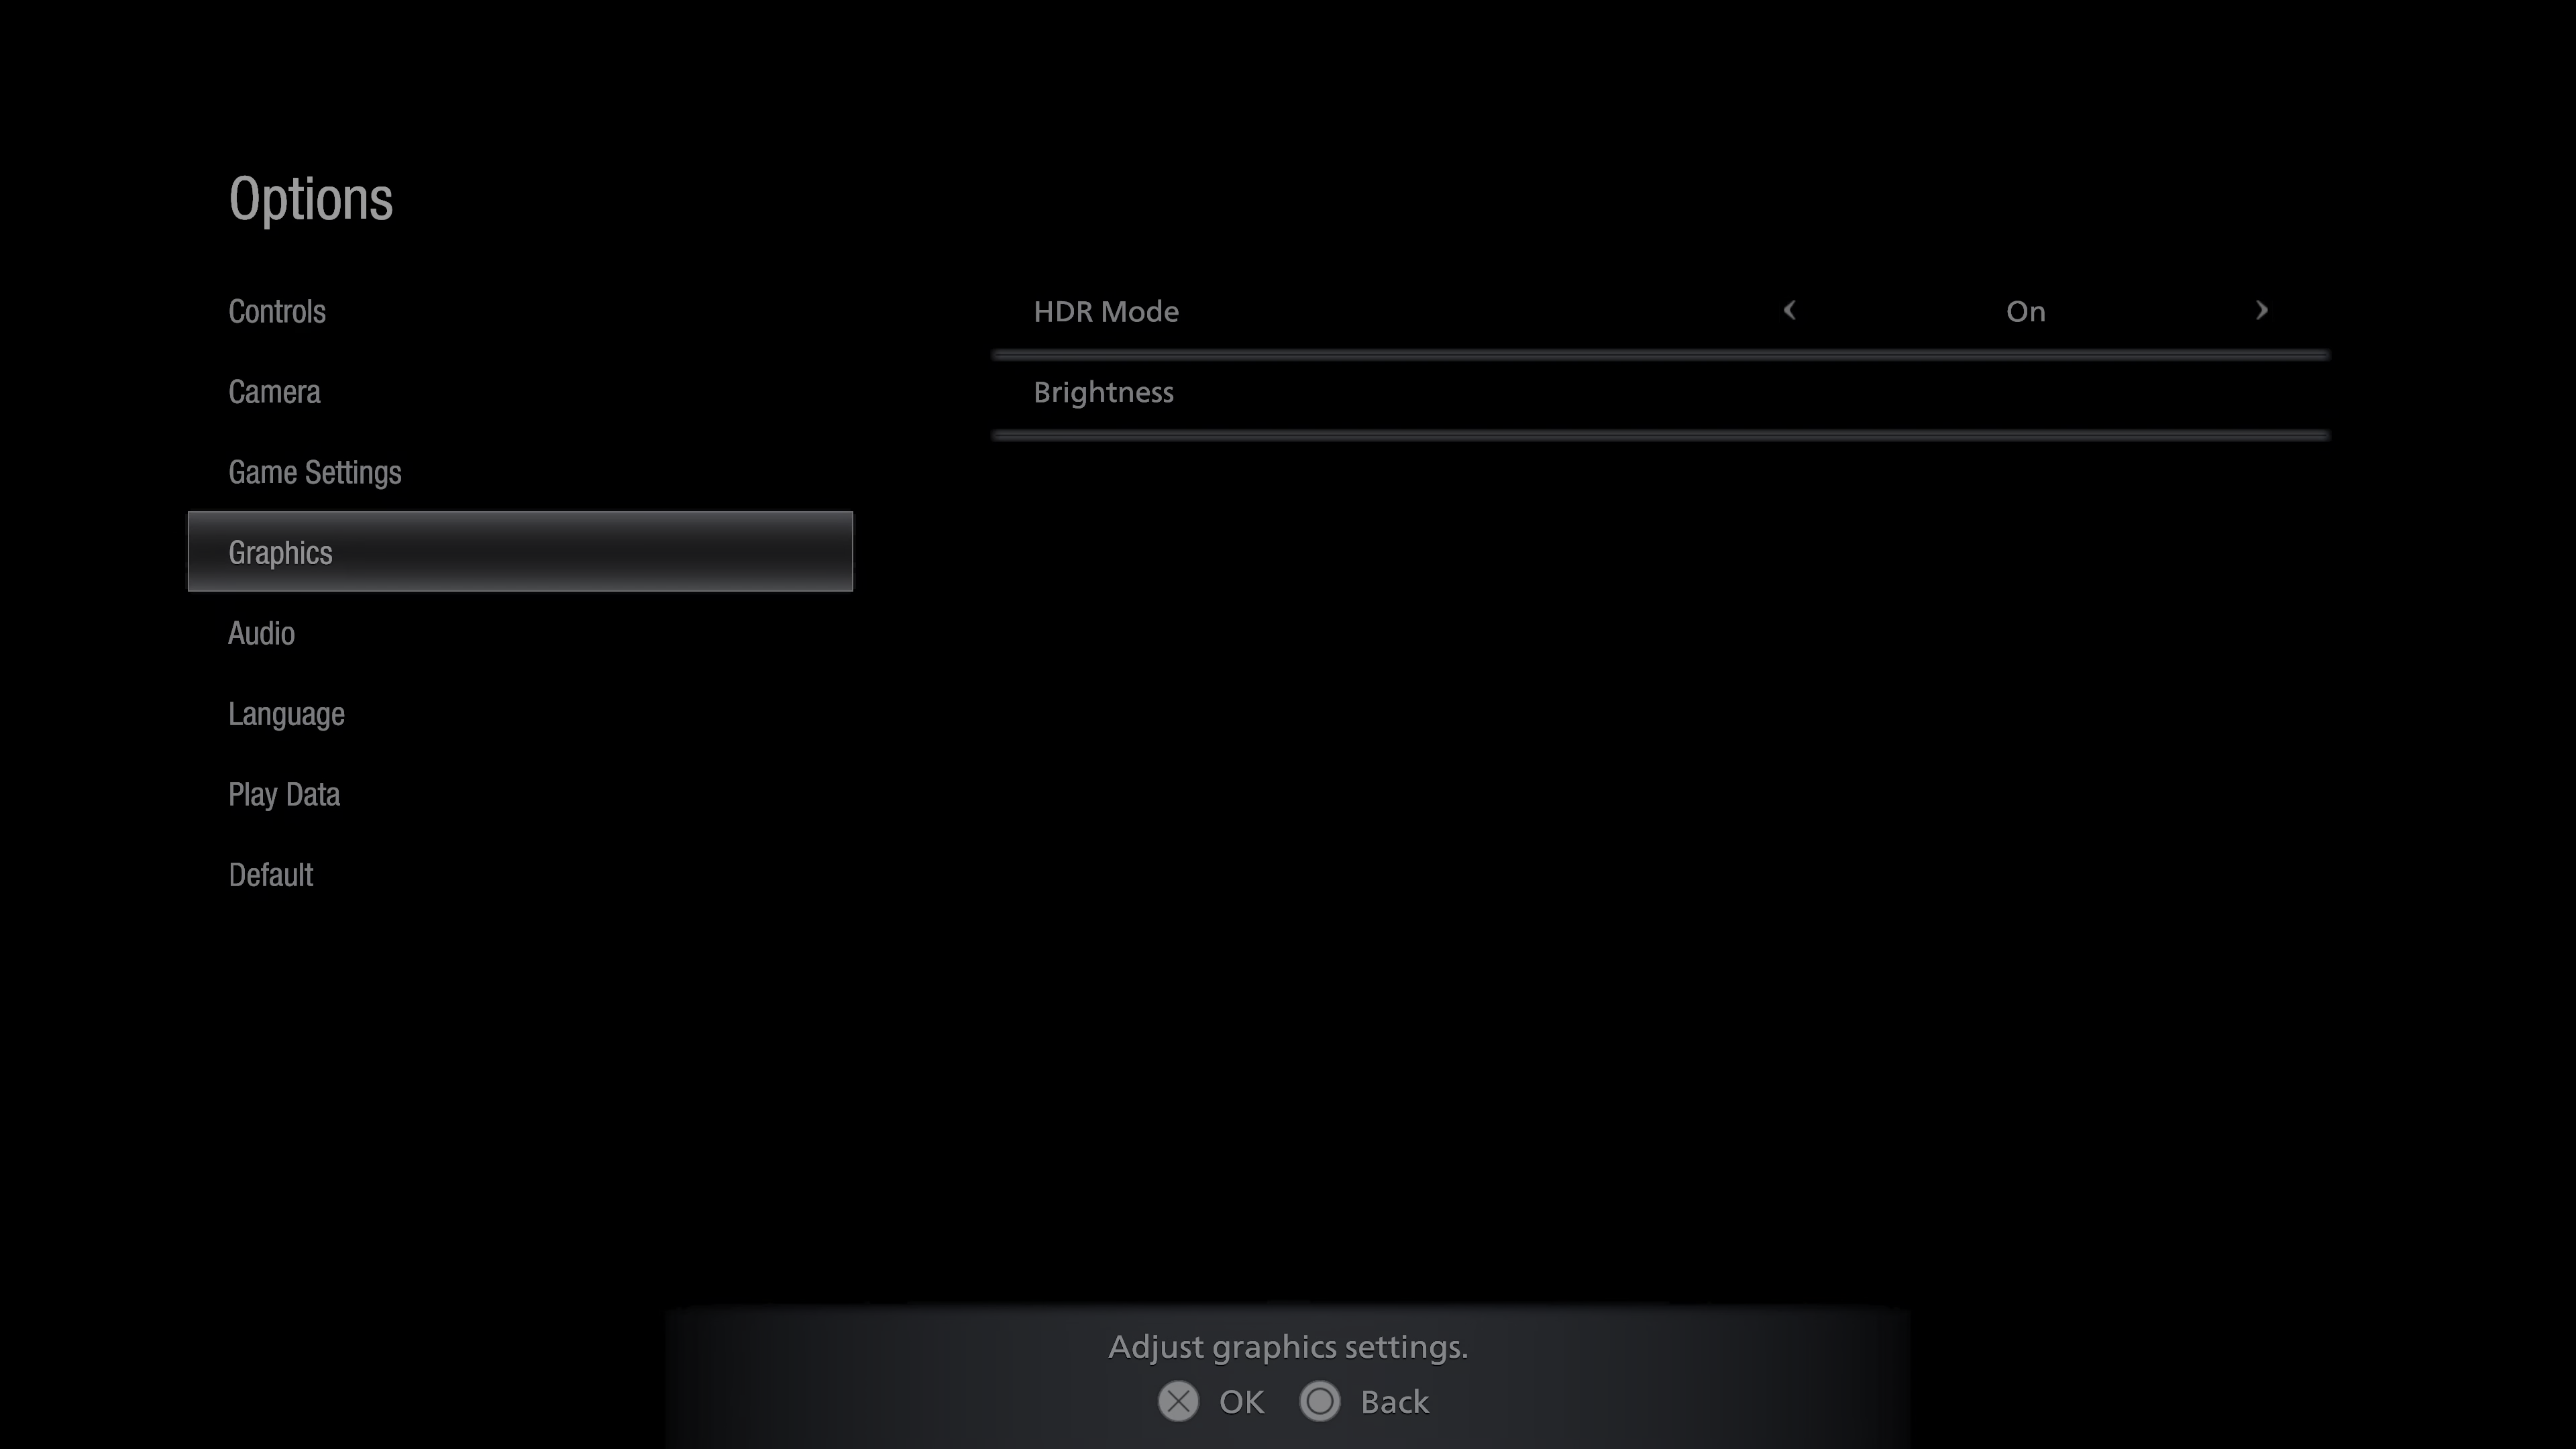 Options
Controls
Camera
Game Settings
Graphics
Audio
Language
Play Data
Default
HDR Mode On
Brightness
Adjust graphics settings.
OK Back